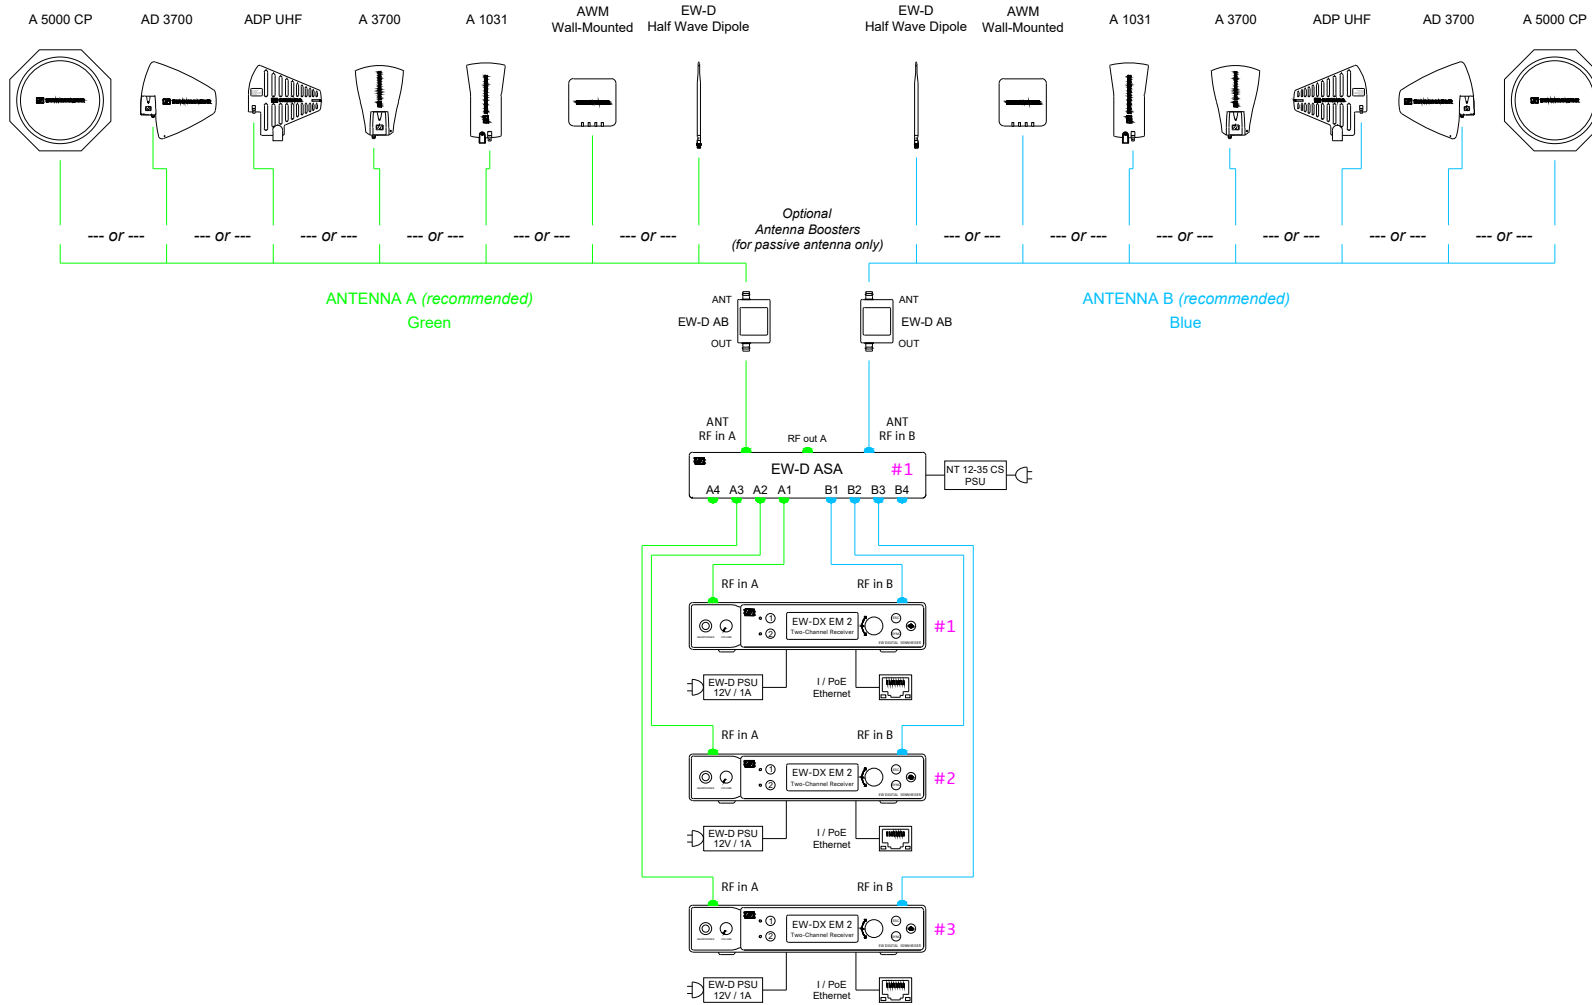 A 5000 CP
AD 3700
ADP UHF
A 3700
A 1031
AWM
Wall-Mounted
EW-D
Half Wave Dipole
EW-D
Half Wave Dipole
AWM
Wall-Mounted
A 1031
A 3700
ADP UHF
AD 3700
A 5000 CP
--- or ---
--- or ---
--- or ---
--- or ---
--- or ---
--- or ---
Optional
Antenna Boosters
(for passive antenna only)
--- or ---
--- or ---
--- or ---
--- or ---
--- or ---
--- or ---
ANTENNA A (recommended)
Green
ANT
EW-D AB
OUT
ANT
EW-D AB
OUT
ANTENNA B (recommended)
Blue
ANT
RF in A
RF out A
ANT
RF in B
EW-D ASA
#1
A4 A3 A2 A1 B1 B2 B3 B4
NT 12-35 CS
PSU
RF in A
RF in B
1
2
EW-DX EM 2
Two-Channel Receiver
#1
EW-D PSU
12V / 1A
I / PoE
Ethernet
RF in A
RF in B
1
2
EW-DX EM 2
Two-Channel Receiver
#2
EW-D PSU
12V / 1A
I / PoE
Ethernet
RF in A
RF in B
1
2
EW-DX EM 2
Two-Channel Receiver
#3
EW-D PSU
12V / 1A
I / PoE
Ethernet